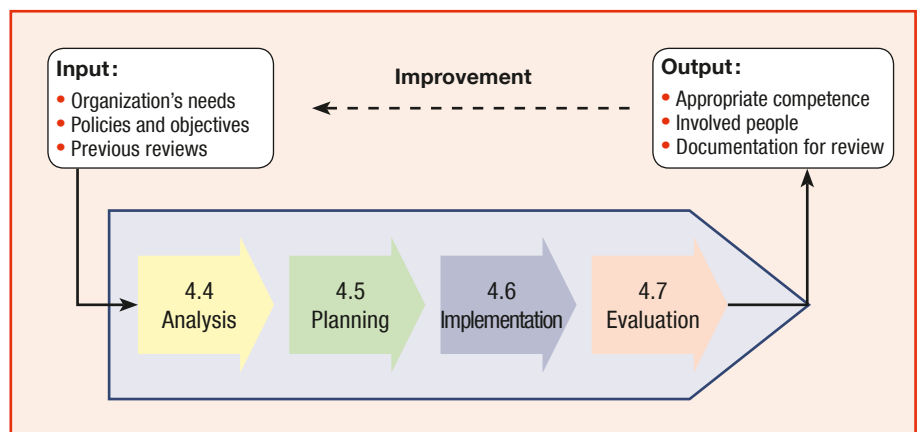 Input:
• Organization's needs
• Policies and objectives
• Previous reviews
Improvement
Output:
• Appropriate competence
• Involved people
• Documentation for review
4.4
Analysis
4.5
Planning
4.6
Implementation
4.7
Evaluation